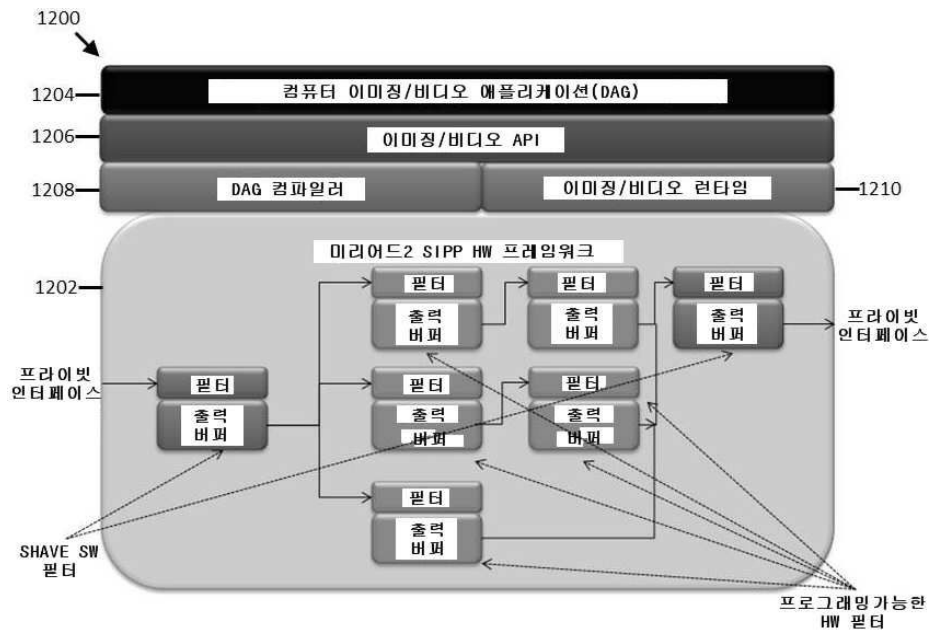 1200
1204
컴퓨터 이미징/비디오 애플리케이션(DAG)
1206
이미징/비디오 API
1208
DAG 컴파일러
이미징/비디오 런타임
1210
미리어드2 SIPP HW 프레임워크
1202
필터
출력
버퍼
필터
출력
버퍼
필터
출력
버퍼
프라이빗
인터페이스
프라이빗
인터페이스
필터
출력
버퍼
필터
출력
버퍼
필터
출력
버퍼
필터
출력
버퍼
SHAVE SW
필터
프로그래밍가능한
HW 필터